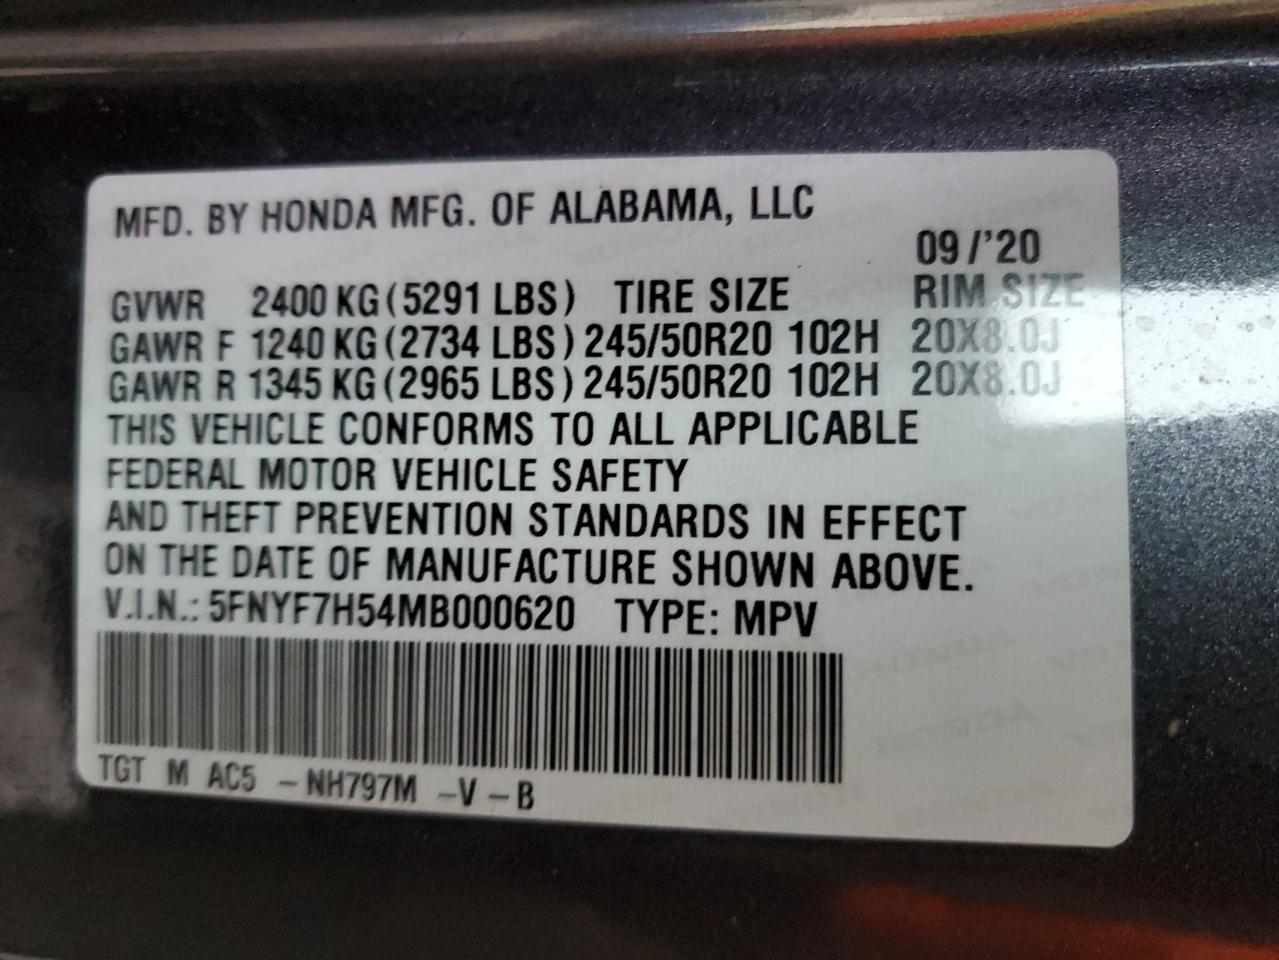 MFD. BY HONDA MFG. OF ALABAMA, LLC
09/'20
GVWR 2400 KG (5291 LBS) TIRE SIZE RIM SIZE
GAWR F 1240 KG (2734 LBS) 245/50R20 102H 20X8.0J
GAWR R 1345 KG (2965 LBS) 245/50R20 102H 20X8.0J
THIS VEHICLE CONFORMS TO ALL APPLICABLE
FEDERAL MOTOR VEHICLE SAFETY
AND THEFT PREVENTION STANDARDS IN EFFECT
ON THE DATE OF MANUFACTURE SHOWN ABOVE.
V.I.N.: 5FNYF7H54MB000620 TYPE: MPV
TGT M AC5 -NH797M -V-B